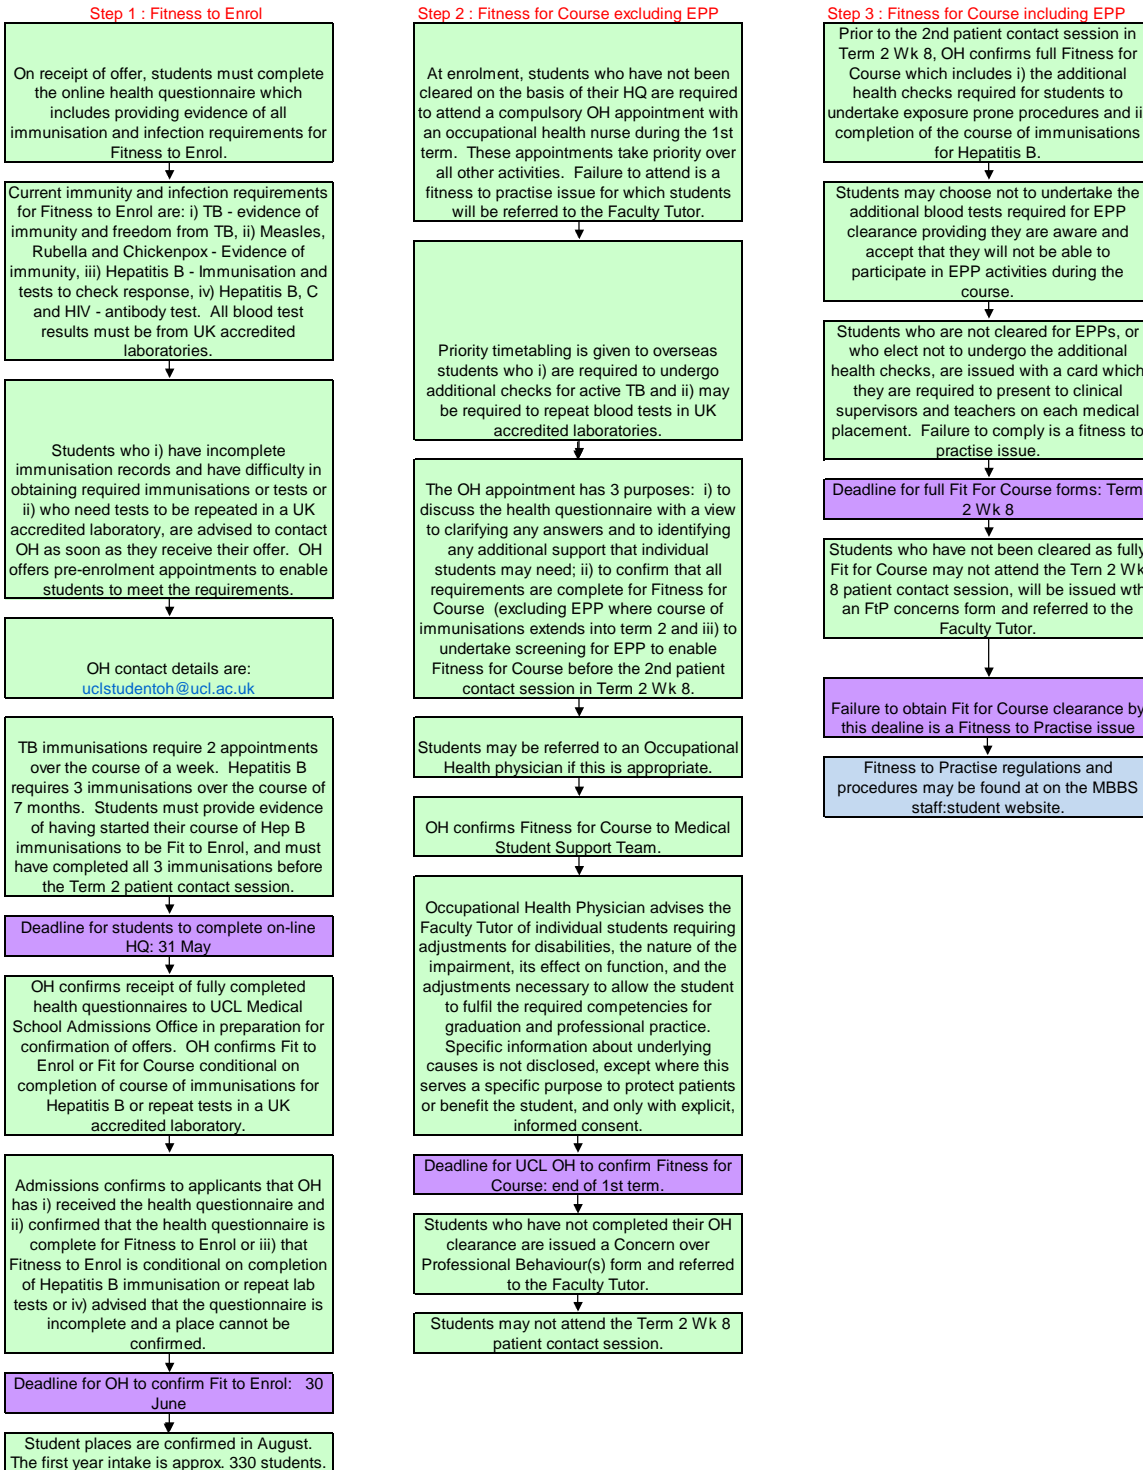 Step 1 : Fitness to Enrol
On receipt of offer, students must complete
the online health questionnaire which
includes providing evidence of all
immunisation and infection requirements for
Fitness to Enrol.
Current immunity and infection requirements
for Fitness to Enrol are: i) TB - evidence of
immunity and freedom from TB, ii) Measles,
Rubella and Chickenpox - Evidence of
immunity, iii) Hepatitis B - Immunisation and
tests to check response, iv) Hepatitis B, C
and HIV - antibody test.  All blood test
results must be from UK accredited
laboratories.
Students who i) have incomplete
immunisation records and have difficulty in
obtaining required immunisations or tests or
ii) who need tests to be repeated in a UK
accredited laboratory, are advised to contact
OH as soon as they receive their offer.  OH
offers pre-enrolment appointments to enable
students to meet the requirements.
OH contact details are:
uclstudentoh@ucl.ac.uk
TB immunisations require 2 appointments
over the course of a week.  Hepatitis B
requires 3 immunisations over the course of
7 months.  Students must provide evidence
of having started their course of Hep B
immunisations to be Fit to Enrol, and must
have completed all 3 immunisations before
the Term 2 patient contact session.
Deadline for students to complete on-line
HQ: 31 May
OH confirms receipt of fully completed
health questionnaires to UCL Medical
School Admissions Office in preparation for
confirmation of offers.  OH confirms Fit to
Enrol or Fit for Course conditional on
completion of course of immunisations for
Hepatitis B or repeat tests in a UK
accredited laboratory.
Admissions confirms to applicants that OH
has i) received the health questionnaire and
ii) confirmed that the health questionnaire is
complete for Fitness to Enrol or iii) that
Fitness to Enrol is conditional on completion
of Hepatitis B immunisation or repeat lab
tests or iv) advised that the questionnaire is
incomplete and a place cannot be
confirmed.
Deadline for OH to confirm Fit to Enrol:   30
June
Student places are confirmed in August.
The first year intake is approx. 330 students.
Step 2 : Fitness for Course excluding EPP
At enrolment, students who have not been
cleared on the basis of their HQ are required
to attend a compulsory OH appointment with
an occupational health nurse during the 1st
term.  These appointments take priority over
all other activities.  Failure to attend is a
fitness to practise issue for which students
will be referred to the Faculty Tutor.
Priority timetabling is given to overseas
students who i) are required to undergo
additional checks for active TB and ii) may
be required to repeat blood tests in UK
accredited laboratories.
The OH appointment has 3 purposes:  i) to
discuss the health questionnaire with a view
to clarifying any answers and to identifying
any additional support that individual
students may need; ii) to confirm that all
requirements are complete for Fitness for
Course  (excluding EPP where course of
immunisations extends into term 2 and iii) to
undertake screening for EPP to enable
Fitness for Course before the 2nd patient
contact session in Term 2 Wk 8.
Students may be referred to an Occupational
Health physician if this is appropriate.
OH confirms Fitness for Course to Medical
Student Support Team.
Occupational Health Physician advises the
Faculty Tutor of individual students requiring
adjustments for disabilities, the nature of the
impairment, its effect on function, and the
adjustments necessary to allow the student
to fulfil the required competencies for
graduation and professional practice.
Specific information about underlying
causes is not disclosed, except where this
serves a specific purpose to protect patients
or benefit the student, and only with explicit,
informed consent.
Deadline for UCL OH to confirm Fitness for
Course: end of 1st term.
Students who have not completed their OH
clearance are issued a Concern over
Professional Behaviour(s) form and referred
to the Faculty Tutor.
Students may not attend the Term 2 Wk 8
patient contact session.
Step 3 : Fitness for Course including EPP
Prior to the 2nd patient contact session in
Term 2 Wk 8, OH confirms full Fitness for
Course which includes i) the additional
health checks required for students to
undertake exposure prone procedures and ii
completion of the course of immunisations
for Hepatitis B.
Students may choose not to undertake the
additional blood tests required for EPP
clearance providing they are aware and
accept that they will not be able to
participate in EPP activities during the
course.
Students who are not cleared for EPPs, or
who elect not to undergo the additional
health checks, are issued with a card which
they are required to present to clinical
supervisors and teachers on each medical
placement.  Failure to comply is a fitness to
practise issue.
Deadline for full Fit For Course forms: Term
2 Wk 8
Students who have not been cleared as fully
Fit for Course may not attend the Tern 2 Wk
8 patient contact session, will be issued wth
an FtP concerns form and referred to the
Faculty Tutor.
Failure to obtain Fit for Course clearance by
this dealine is a Fitness to Practise issue
Fitness to Practise regulations and
procedures may be found at on the MBBS
staff:student website.